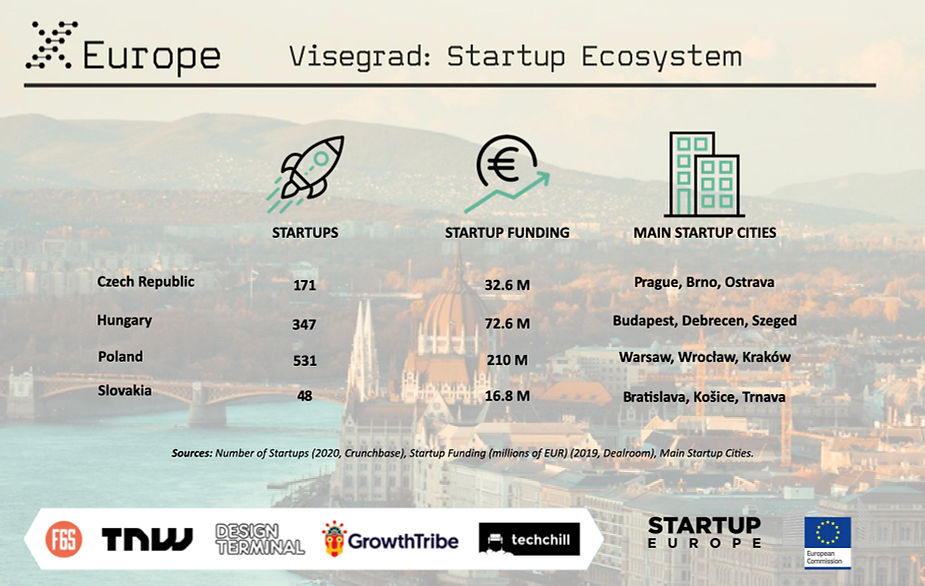 Europe
Visegrad: Startup Ecosystem
STARTUPS STARTUP FUNDING MAIN STARTUP CITIES
Czech Republic 171 32.6 M Prague, Brno, Ostrava
Hungary 347 72.6 M Budapest, Debrecen, Szeged
Poland 531 210 M Warsaw, Wrocław, Kraków
Slovakia 48 16.8 M Bratislava, Košice, Trnava
Sources: Number of Startups (2020, Crunchbase), Startup Funding (millions of EUR) (2019, Dealroom), Main Startup Cities.
F6S TNW DESIGN TERMINAL GrowthTribe techchill
STARTUP
EUROPE
European
Commission